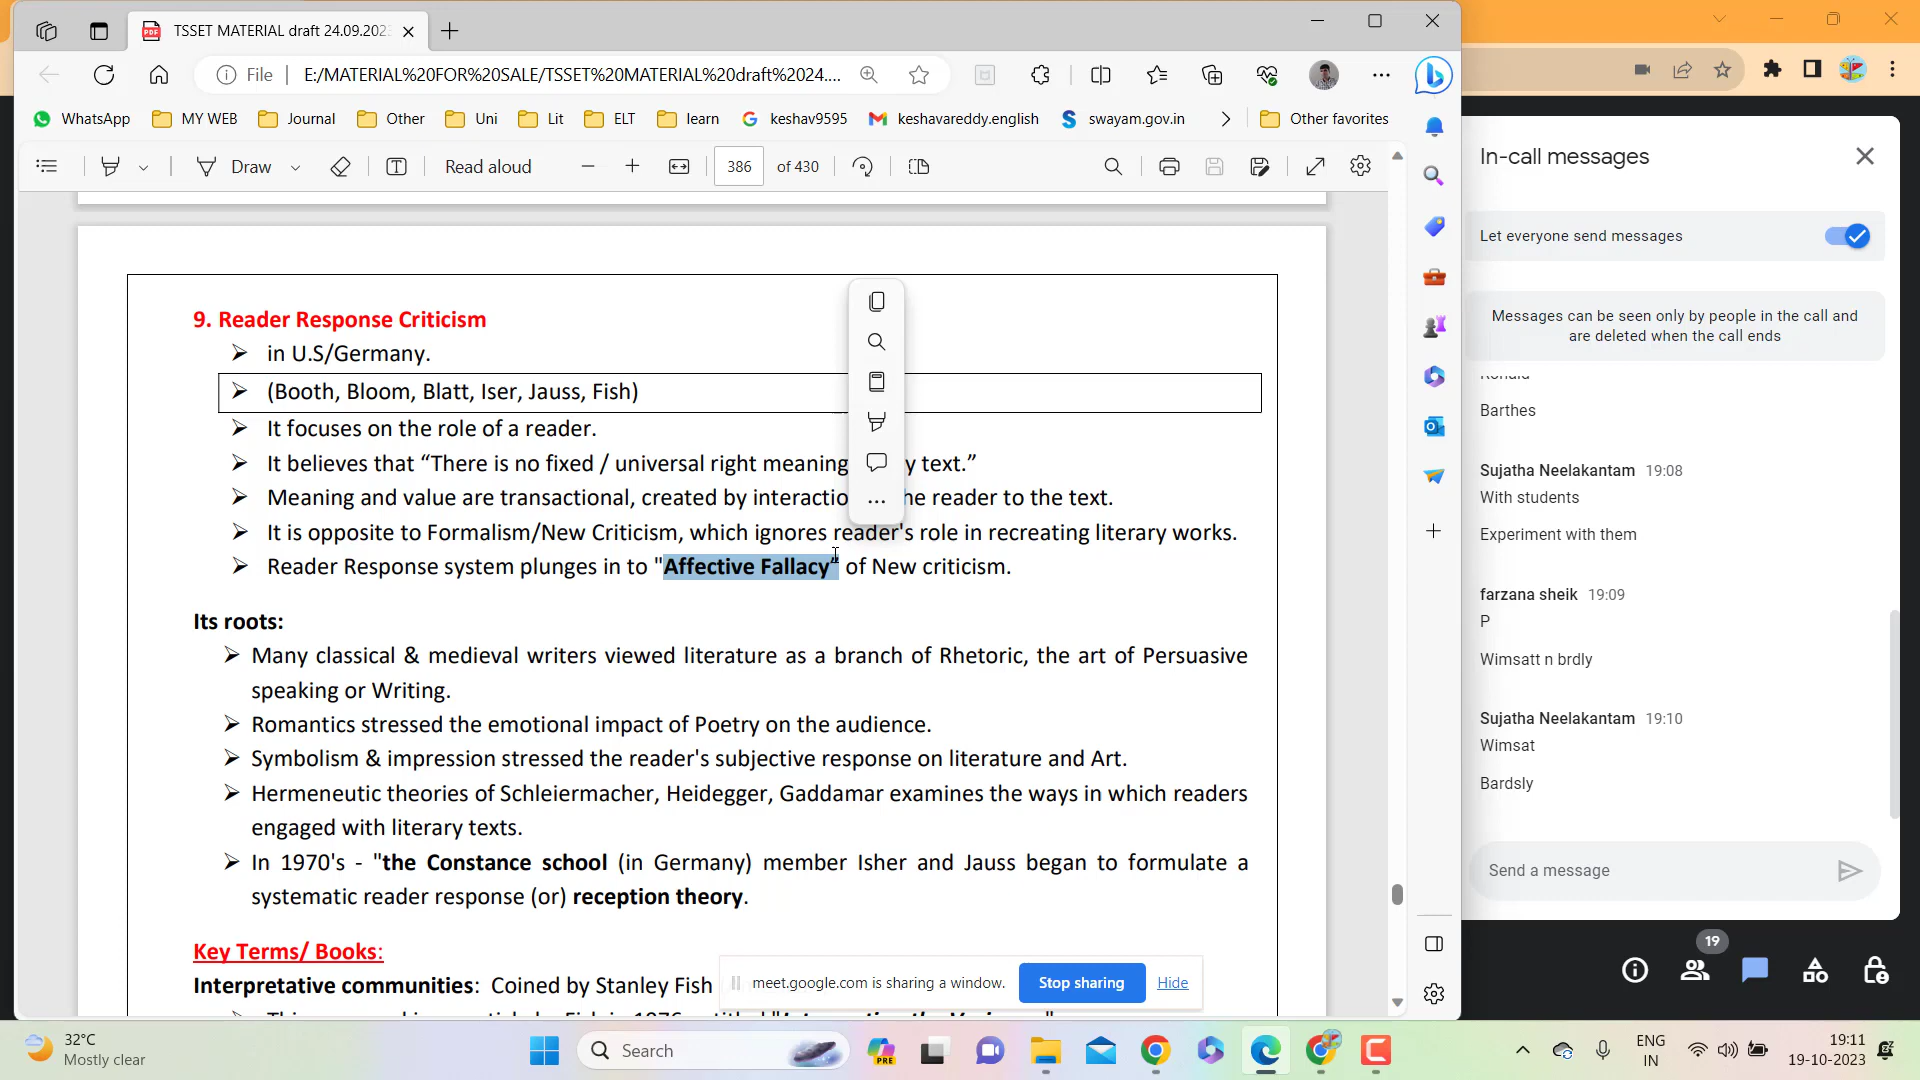 TSSET MATERIAL draft 24.09.202
File
E:/MATERIAL%20FOR%20SALE/TSSET%20MATERIAL%20draft%2024....
WhatsApp
MY WEB
Journal
Other
Uni
Lit
ELT
learn
keshav9595
keshavareddy.english
swayam.gov.in
Other favorites
Draw
Read aloud
386
of 430
9. Reader Response Criticism
➢ in U.S/Germany.
➢ (Booth, Bloom, Blatt, Iser, Jauss, Fish)
➢ It focuses on the role of a reader.
➢ It believes that “There is no fixed / universal right meaning y text.”
➢ Meaning and value are transactional, created by interactio he reader to the text.
➢ It is opposite to Formalism/New Criticism, which ignores reader's role in recreating literary works.
➢ Reader Response system plunges in to "Affective Fallacy" of New criticism.
Its roots:
➢ Many classical & medieval writers viewed literature as a branch of Rhetoric, the art of Persuasive
speaking or Writing.
➢ Romantics stressed the emotional impact of Poetry on the audience.
➢ Symbolism & impression stressed the reader's subjective response on literature and Art.
➢ Hermeneutic theories of Schleiermacher, Heidegger, Gaddamar examines the ways in which readers
engaged with literary texts.
➢ In 1970's - "the Constance school (in Germany) member Isher and Jauss began to formulate a
systematic reader response (or) reception theory.
Key Terms/ Books:
Interpretative communities: Coined by Stanley Fish
meet.google.com is sharing a window.
Stop sharing
Hide
In-call messages
Let everyone send messages
Messages can be seen only by people in the call and
are deleted when the call ends
Ronald
Barthes
Sujatha Neelakantam 19:08
With students
Experiment with them
farzana sheik 19:09
P
Wimsatt n brdly
Sujatha Neelakantam 19:10
Wimsat
Bardsly
Send a message
19
32°C
Mostly clear
Search
PRE
ENG
IN
19:11
19-10-2023